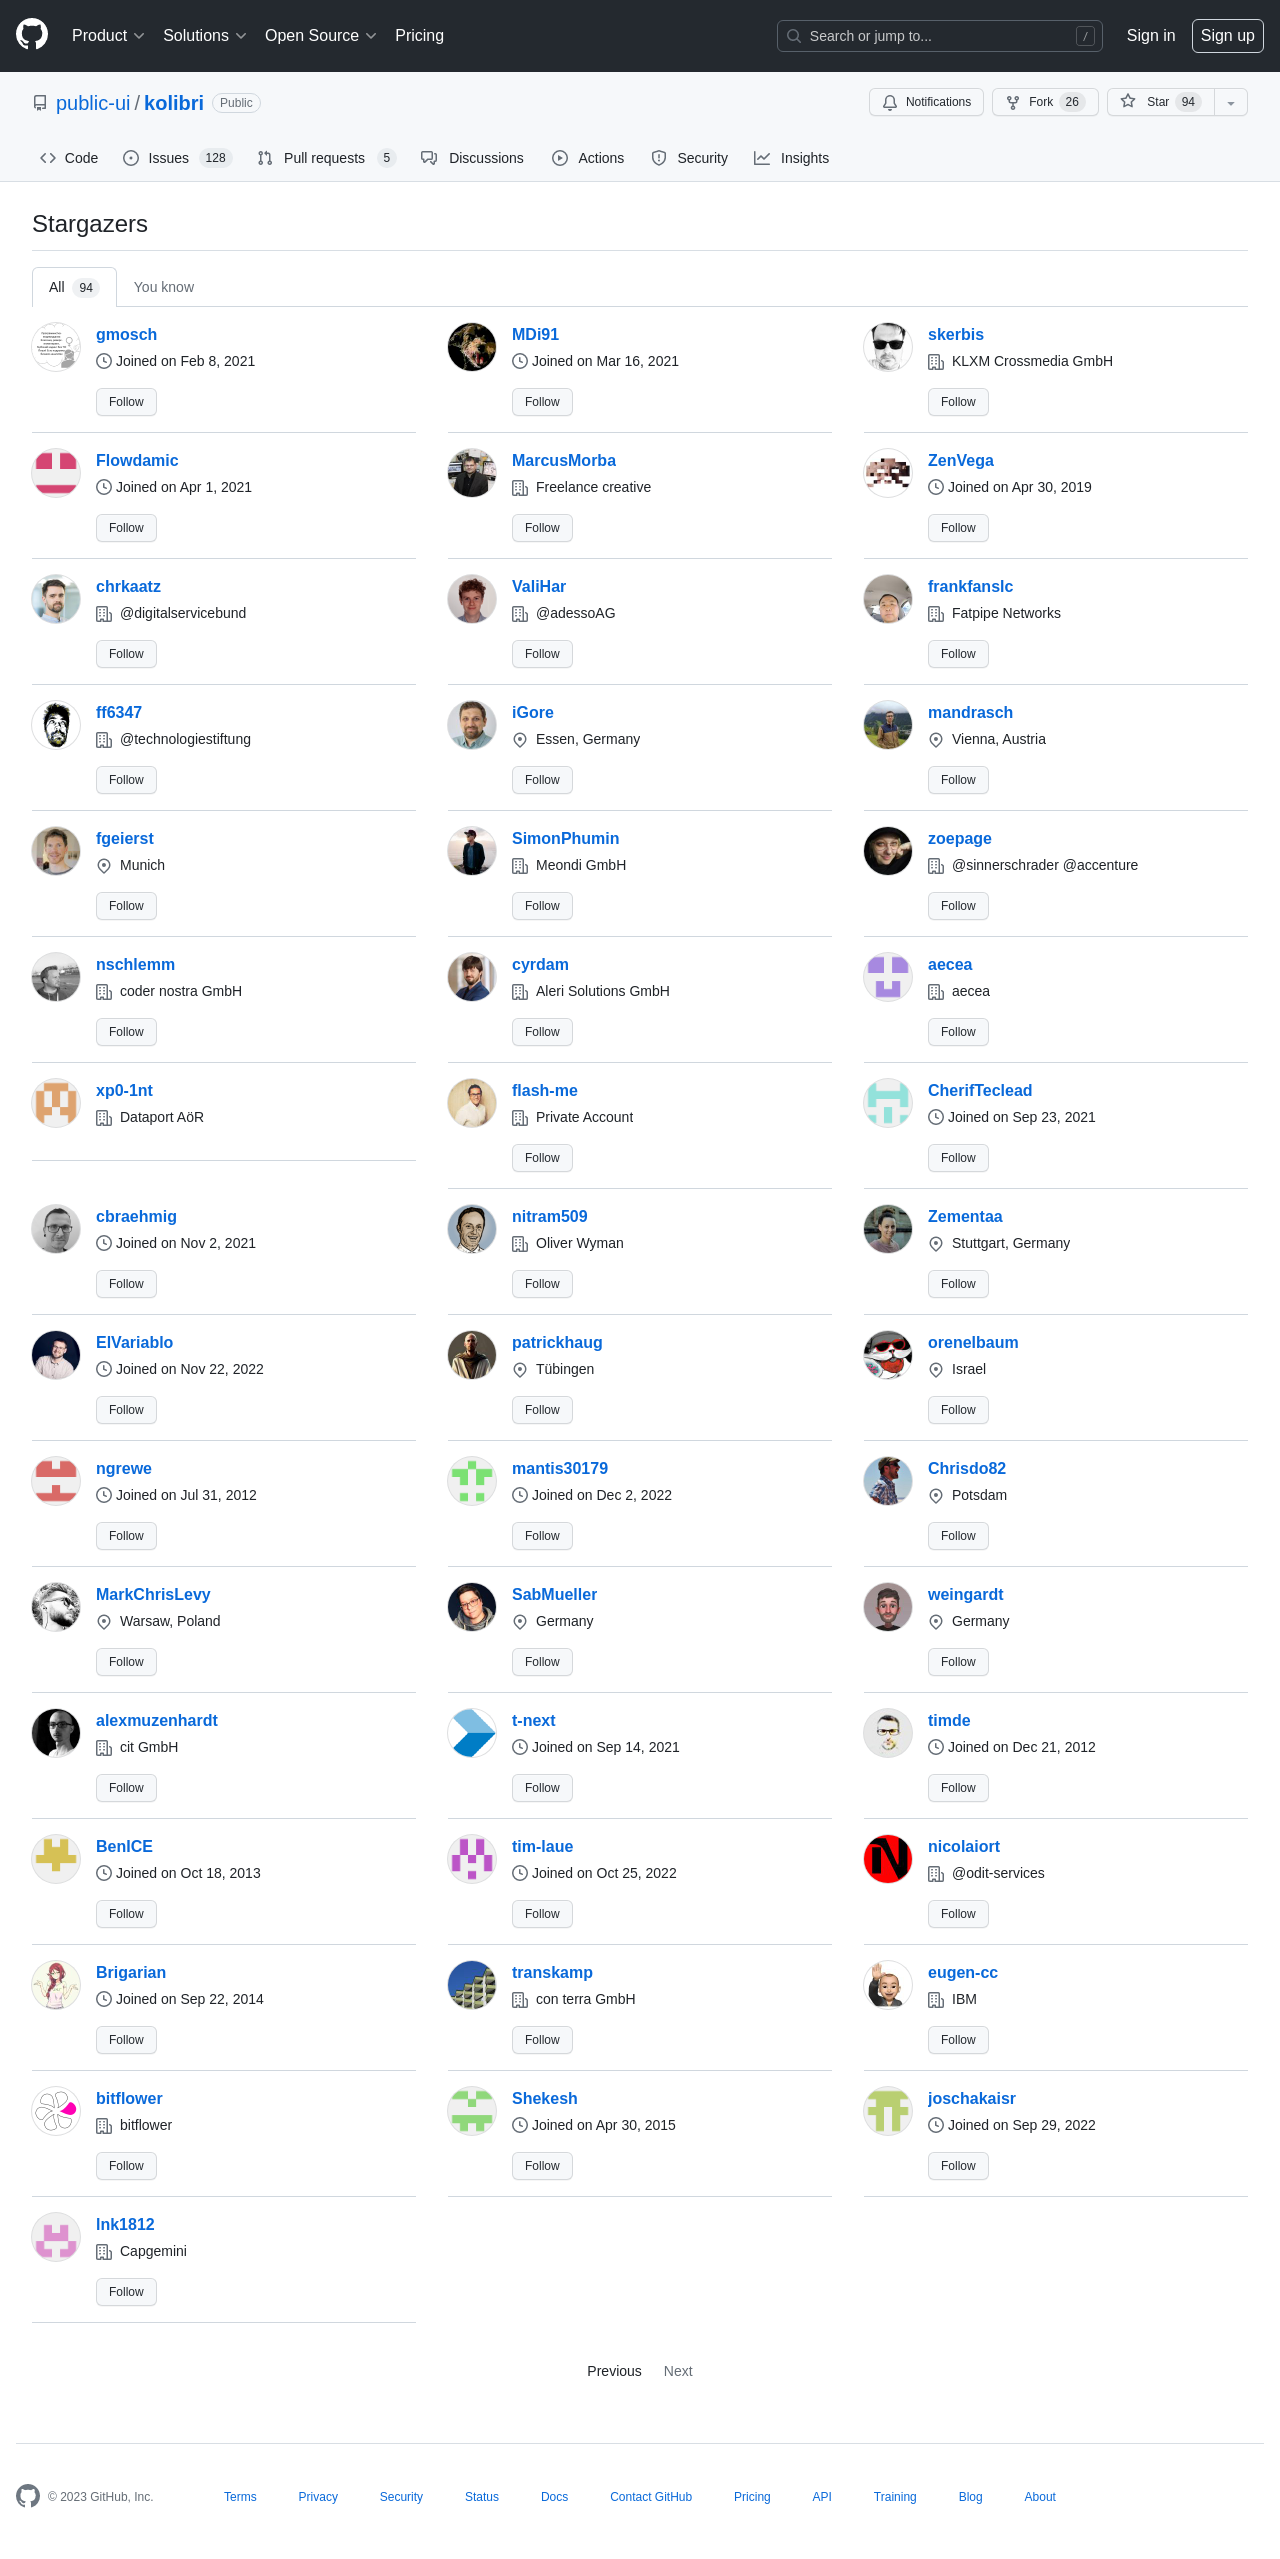 Product Solutions Open Source Pricing Search or jump to... / Sign in Sign up
public-ui / kolibri Public Notifications Fork 26 Star 94
Code Issues 128 Pull requests 5 Discussions Actions Security Insights
Stargazers
All 94 You know
gmosch MDi91 skerbis
Joined on Feb 8, 2021 Joined on Mar 16, 2021 KLXM Crossmedia GmbH
Follow Follow Follow
Flowdamic MarcusMorba ZenVega
Joined on Apr 1, 2021 Freelance creative Joined on Apr 30, 2019
Follow Follow Follow
chrkaatz ValiHar frankfanslc
@digitalservicebund @adessoAG Fatpipe Networks
Follow Follow Follow
ff6347 iGore mandrasch
@technologiestiftung Essen, Germany Vienna, Austria
Follow Follow Follow
fgeierst SimonPhumin zoepage
Munich Meondi GmbH @sinnerschrader @accenture
Follow Follow Follow
nschlemm cyrdam aecea
coder nostra GmbH Aleri Solutions GmbH aecea
Follow Follow Follow
xp0-1nt flash-me CherifTeclead
Dataport AöR Private Account Joined on Sep 23, 2021
Follow Follow
cbraehmig nitram509 Zementaa
Joined on Nov 2, 2021 Oliver Wyman Stuttgart, Germany
Follow Follow Follow
ElVariablo patrickhaug orenelbaum
Joined on Nov 22, 2022 Tübingen Israel
Follow Follow Follow
ngrewe mantis30179 Chrisdo82
Joined on Jul 31, 2012 Joined on Dec 2, 2022 Potsdam
Follow Follow Follow
MarkChrisLevy SabMueller weingardt
Warsaw, Poland Germany Germany
Follow Follow Follow
alexmuzenhardt t-next timde
cit GmbH Joined on Sep 14, 2021 Joined on Dec 21, 2012
Follow Follow Follow
BenICE tim-laue nicolaiort
Joined on Oct 18, 2013 Joined on Oct 25, 2022 @odit-services
Follow Follow Follow
Brigarian transkamp eugen-cc
Joined on Sep 22, 2014 con terra GmbH IBM
Follow Follow Follow
bitflower Shekesh joschakaisr
bitflower Joined on Apr 30, 2015 Joined on Sep 29, 2022
Follow Follow Follow
Ink1812
Capgemini
Follow
Previous Next
© 2023 GitHub, Inc. Terms Privacy Security Status Docs Contact GitHub Pricing API Training Blog About